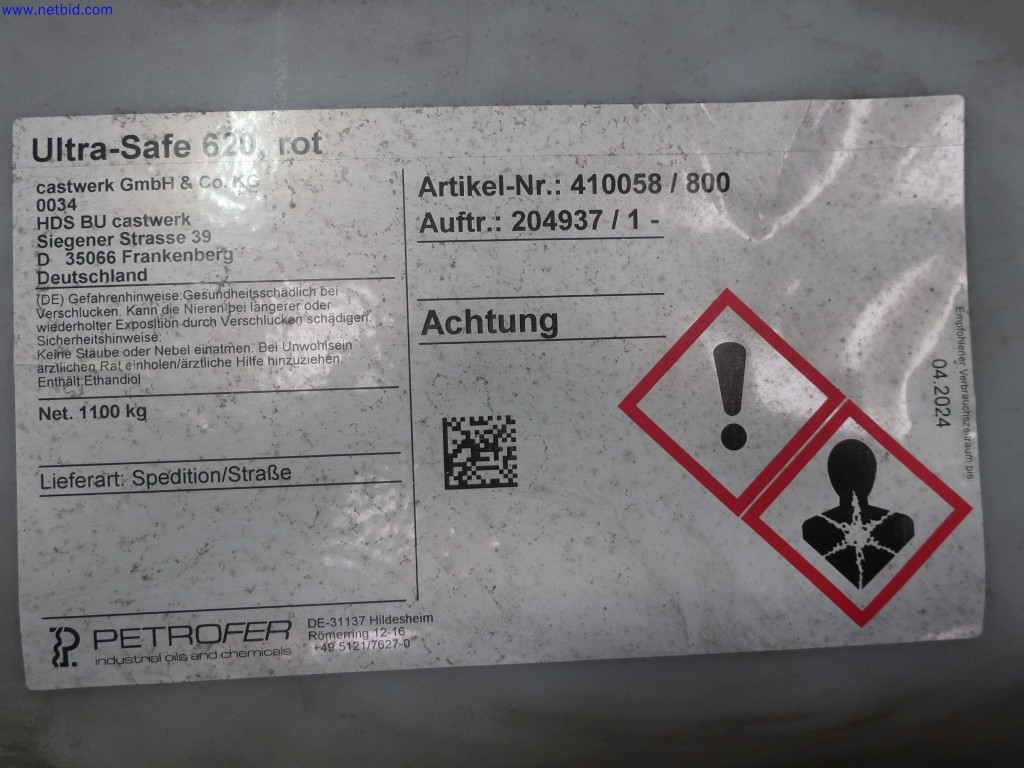 www.netbid.com
Ultra-Safe 620, rot
castwerk GmbH & Co. KG
0034
HDS BU castwerk
Siegener Strasse 39
D 35066 Frankenberg
Deutschland
(DE) Gefahrenhinweise:Gesundheitsschädlich bei
Verschlucken. Kann die Nieren bei längerer oder
wiederholter Exposition durch Verschlucken schädigen.
Sicherheitshinweise:
Keine Stäube oder Nebel einatmen. Bei Unwohlsein
ärztlichen Rat einholen/ärztliche Hilfe hinzuziehen.
Enthält:Ethandiol
Net. 1100 kg
Lieferart: Spedition/Straße
Artikel-Nr.: 410058 / 800
Auftr.: 204937 / 1 -
Achtung
Empfohlener Verbrauchszeitraum bis
04.2024
PETROFER
industrial oils and chemicals
DE-31137 Hildesheim
Römerring 12-16
+49 5121/7627-0